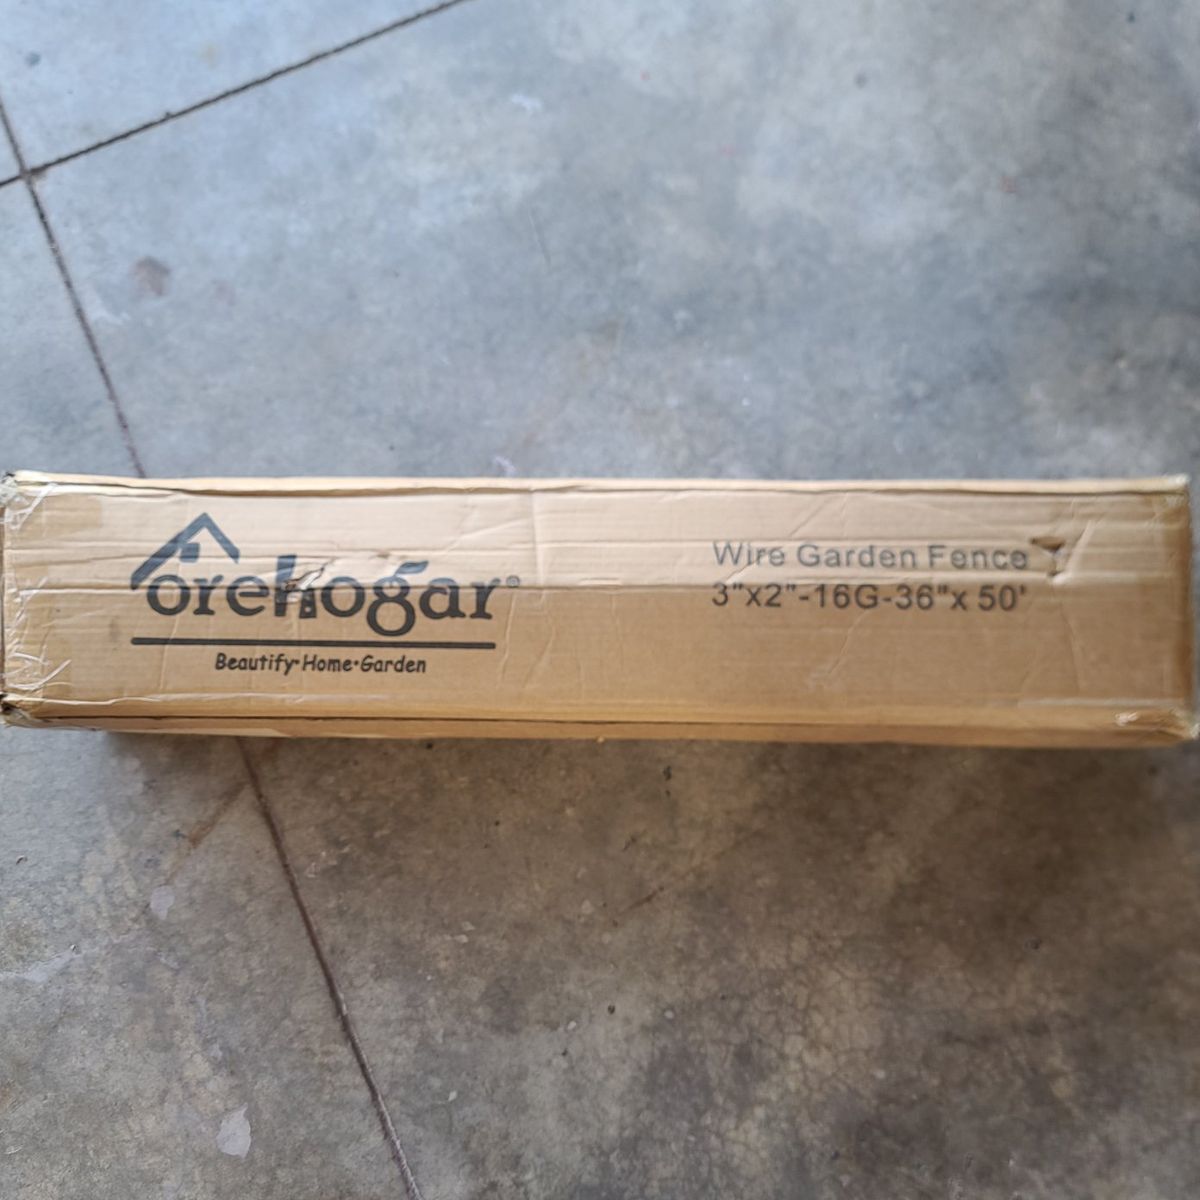 Forehogar®
Beautify·Home·Garden
Wire Garden Fence
3"x2"-16G-36"x 50'